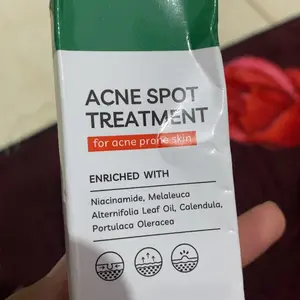 ACNE SPOT
TREATMENT
for acne prone skin
ENRICHED WITH
Niacinamide, Melaleuca
Alternifolia Leaf Oil, Calendula,
Portulaca Oleracea